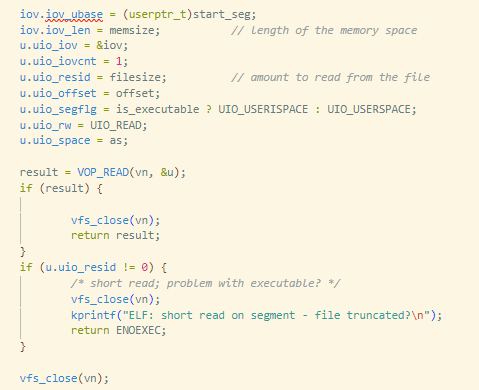 iov.iov_ubase = (userptr_t)start_seg;
iov.iov_len = memsize;           // length of the memory space
u.uio_iov = &iov;
u.uio_iovcnt = 1;
u.uio_resid = filesize;          // amount to read from the file
u.uio_offset = offset;
u.uio_segflg = is_executable ? UIO_USERISPACE : UIO_USERSPACE;
u.uio_rw = UIO_READ;
u.uio_space = as;

result = VOP_READ(vn, &u);
if (result) {

        vfs_close(vn);
        return result;
}
if (u.uio_resid != 0) {
        /* short read; problem with executable? */
        vfs_close(vn);
        kprintf("ELF: short read on segment - file truncated?\n");
        return ENOEXEC;
}

vfs_close(vn);